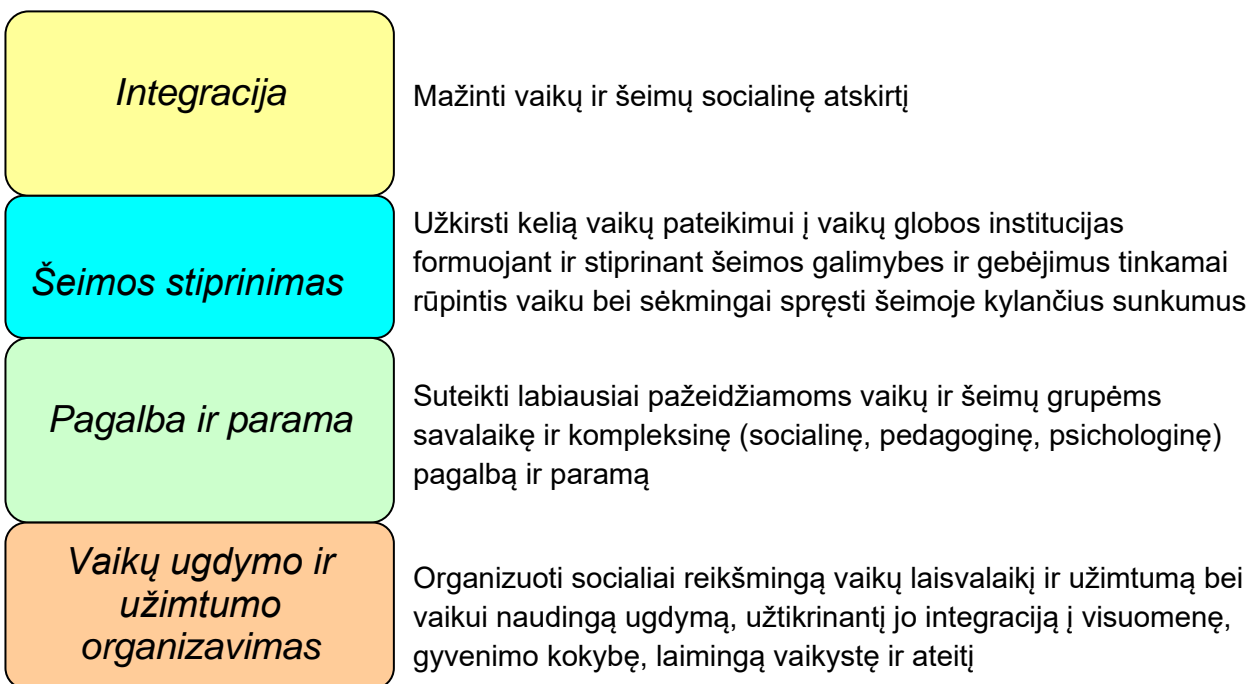 Integracija
Mažinti vaikų ir šeimų socialinę atskirtį
Šeimos stiprinimas
Užkirsti kelią vaikų pateikimui į vaikų globos institucijas
formuojant ir stiprinant šeimos galimybes ir gebėjimus tinkamai
rūpintis vaiku bei sėkmingai spręsti šeimoje kylančius sunkumus
Pagalba ir parama
Suteikti labiausiai pažeidžiamoms vaikų ir šeimų grupėms
savalaikę ir kompleksinę (socialinę, pedagoginę, psichologinę)
pagalbą ir paramą
Vaikų ugdymo ir
užimtumo
organizavimas
Organizuoti socialiai reikšmingą vaikų laisvalaikį ir užimtumą bei
vaikui naudingą ugdymą, užtikrinantį jo integraciją į visuomenę,
gyvenimo kokybę, laimingą vaikystę ir ateitį